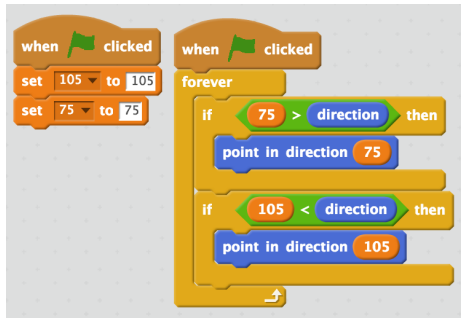 when clicked
set 105 to 105
set 75 to 75
when clicked
forever
if 75 > direction then
point in direction 75
if 105 < direction then
point in direction 105